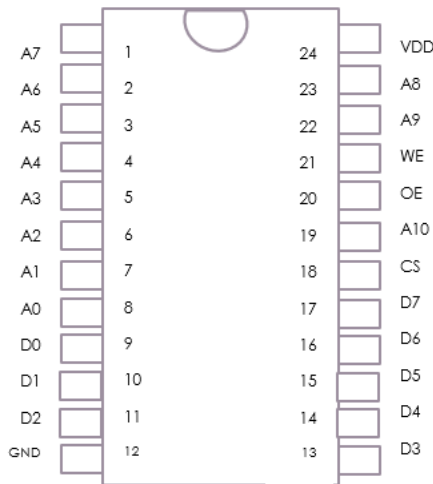 A7 1 24 VDD
A6 2 23 A8
A5 3 22 A9
A4 4 21 WE
A3 5 20 OE
A2 6 19 A10
A1 7 18 CS
A0 8 17 D7
D0 9 16 D6
D1 10 15 D5
D2 11 14 D4
GND 12 13 D3